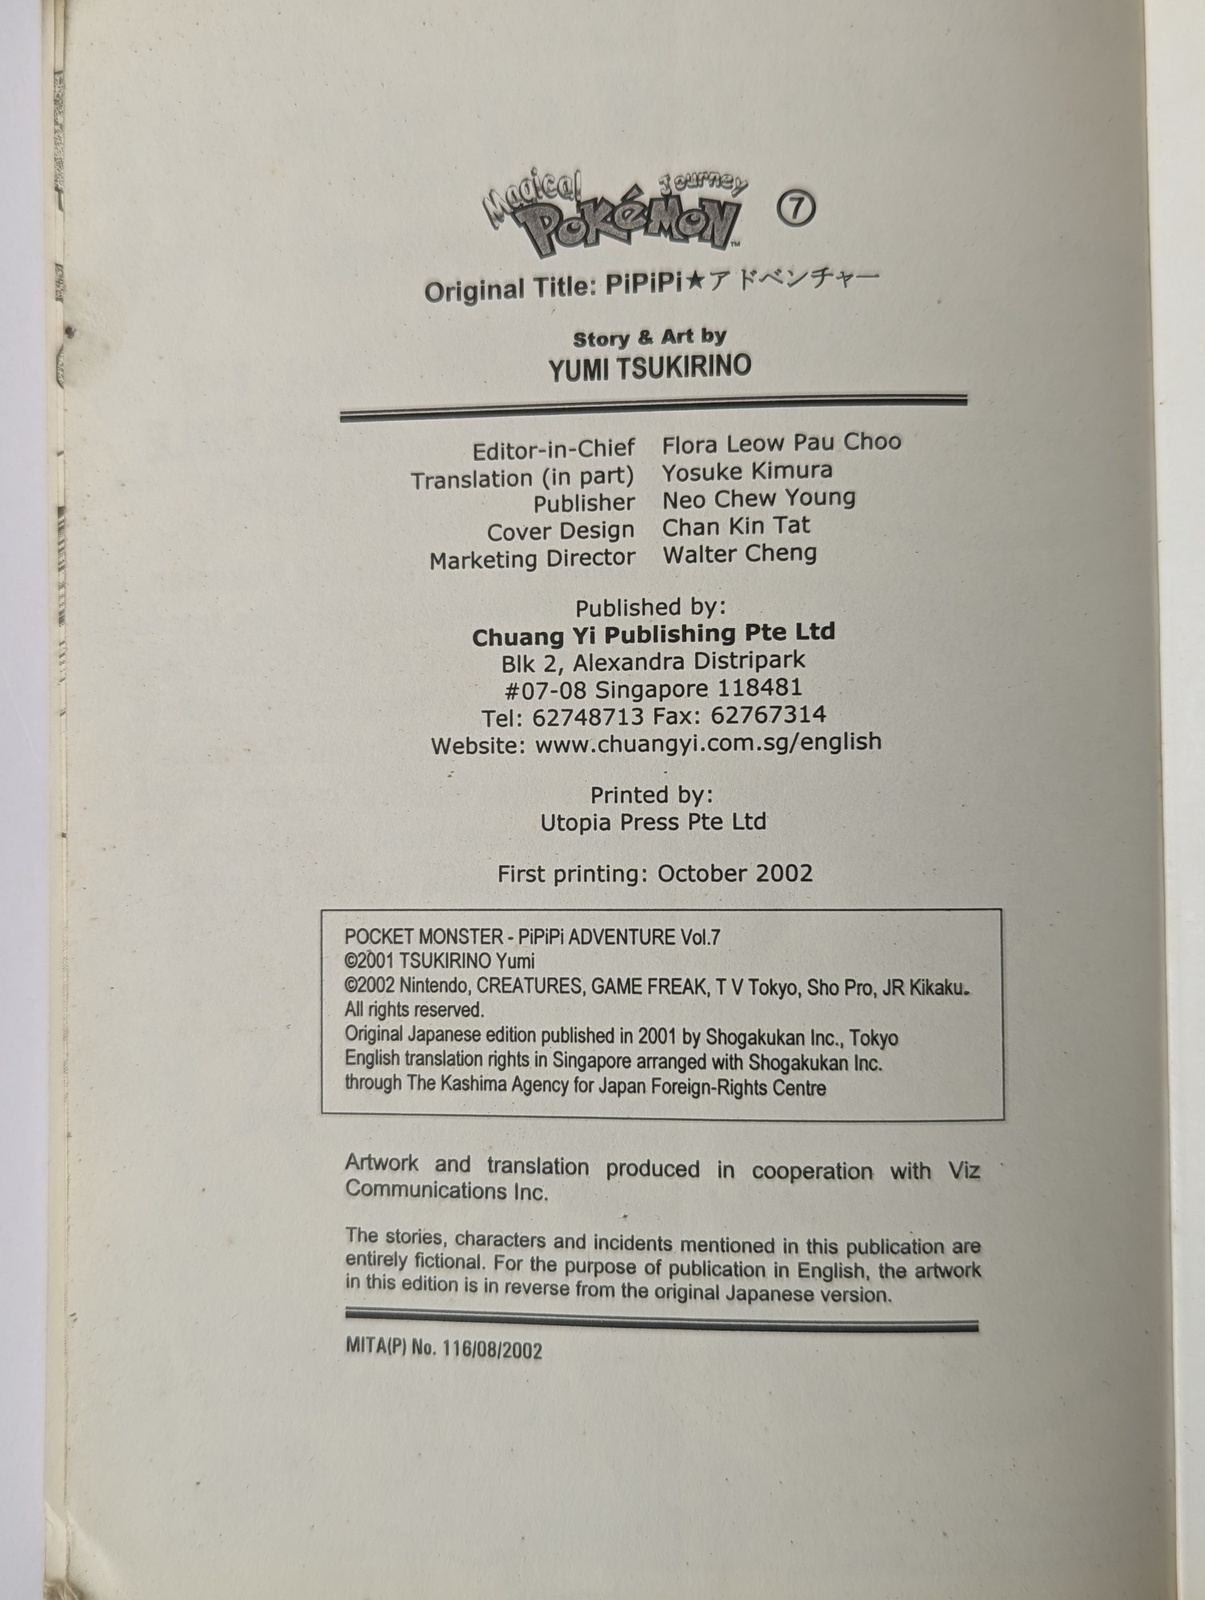 Magical Journey
POKéMON™ 7
Original Title: PiPiPi★アドベンチャー
Story & Art by
YUMI TSUKIRINO
Editor-in-Chief Flora Leow Pau Choo
Translation (in part) Yosuke Kimura
Publisher Neo Chew Young
Cover Design Chan Kin Tat
Marketing Director Walter Cheng
Published by:
Chuang Yi Publishing Pte Ltd
Blk 2, Alexandra Distripark
#07-08 Singapore 118481
Tel: 62748713 Fax: 62767314
Website: www.chuangyi.com.sg/english
Printed by:
Utopia Press Pte Ltd
First printing: October 2002
POCKET MONSTER - PiPiPi ADVENTURE Vol.7
©2001 TSUKIRINO Yumi
©2002 Nintendo, CREATURES, GAME FREAK, T V Tokyo, Sho Pro, JR Kikaku.
All rights reserved.
Original Japanese edition published in 2001 by Shogakukan Inc., Tokyo
English translation rights in Singapore arranged with Shogakukan Inc.
through The Kashima Agency for Japan Foreign-Rights Centre
Artwork and translation produced in cooperation with Viz
Communications Inc.
The stories, characters and incidents mentioned in this publication are
entirely fictional. For the purpose of publication in English, the artwork
in this edition is in reverse from the original Japanese version.
MITA(P) No. 116/08/2002